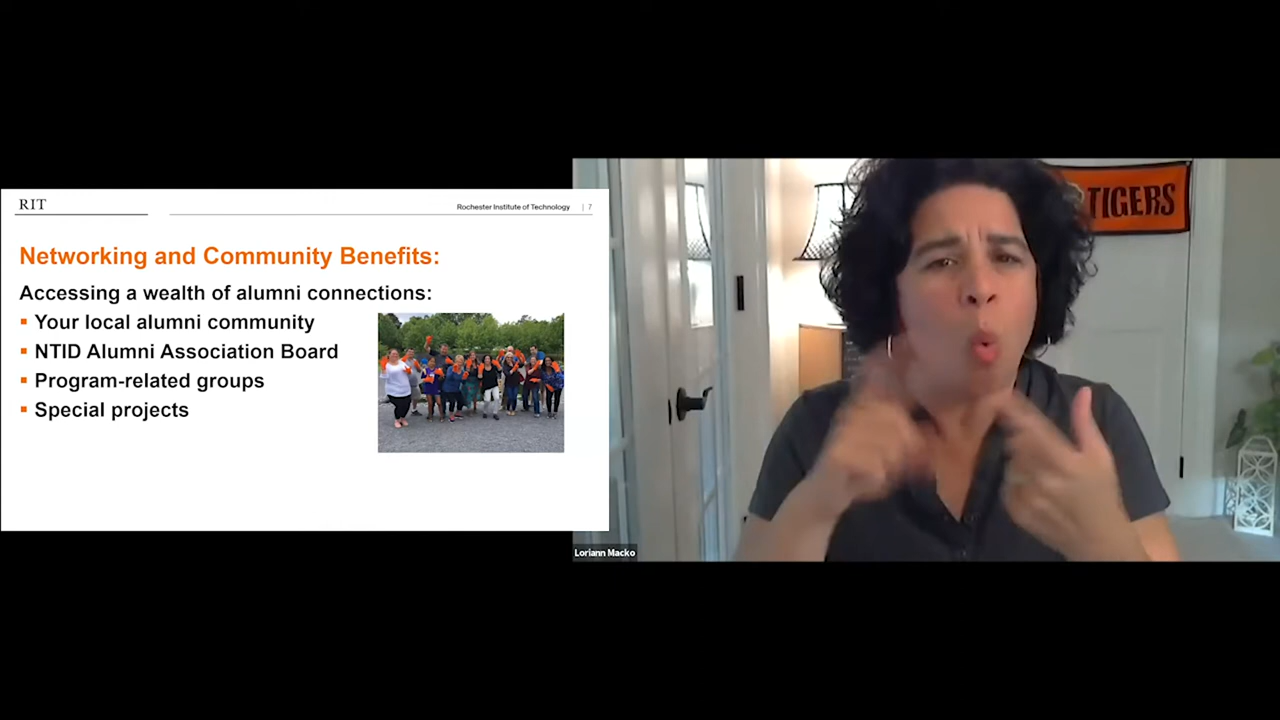 RIT
Rochester Institute of Technology | 7
Networking and Community Benefits:
Accessing a wealth of alumni connections:
▪ Your local alumni community
▪ NTID Alumni Association Board
▪ Program-related groups
▪ Special projects
TIGERS
Loriann Macko